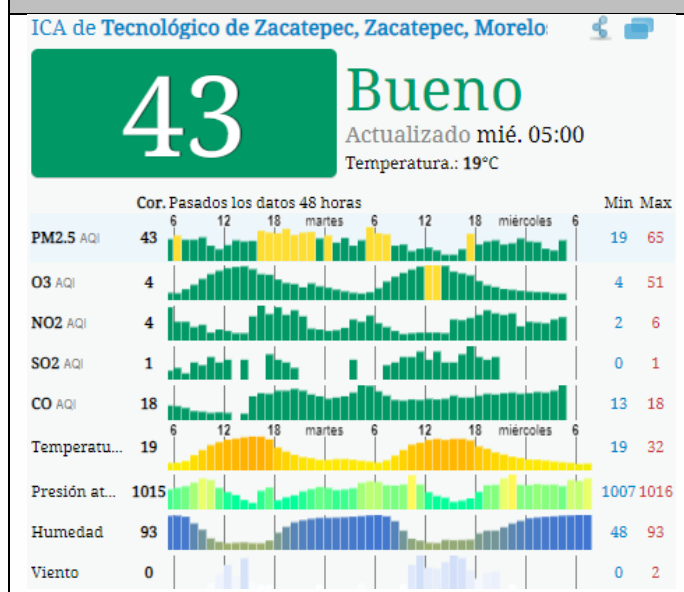 ICA de Tecnológico de Zacatepec, Zacatepec, Morelo
43
Bueno
Actualizado mié. 05:00
Temperatura.: 19°C
Cor. Pasados los datos 48 horas Min Max
6 12 18 martes 6 12 18 miércoles 6
PM2.5 AQI 43 19 65
O3 AQI 4 4 51
NO2 AQI 4 2 6
SO2 AQI 1 0 1
CO AQI 18 13 18
6 12 18 martes 6 12 18 miércoles 6
Temperatu... 19 19 32
Presión at... 1015 1007 1016
Humedad 93 48 93
Viento 0 0 2